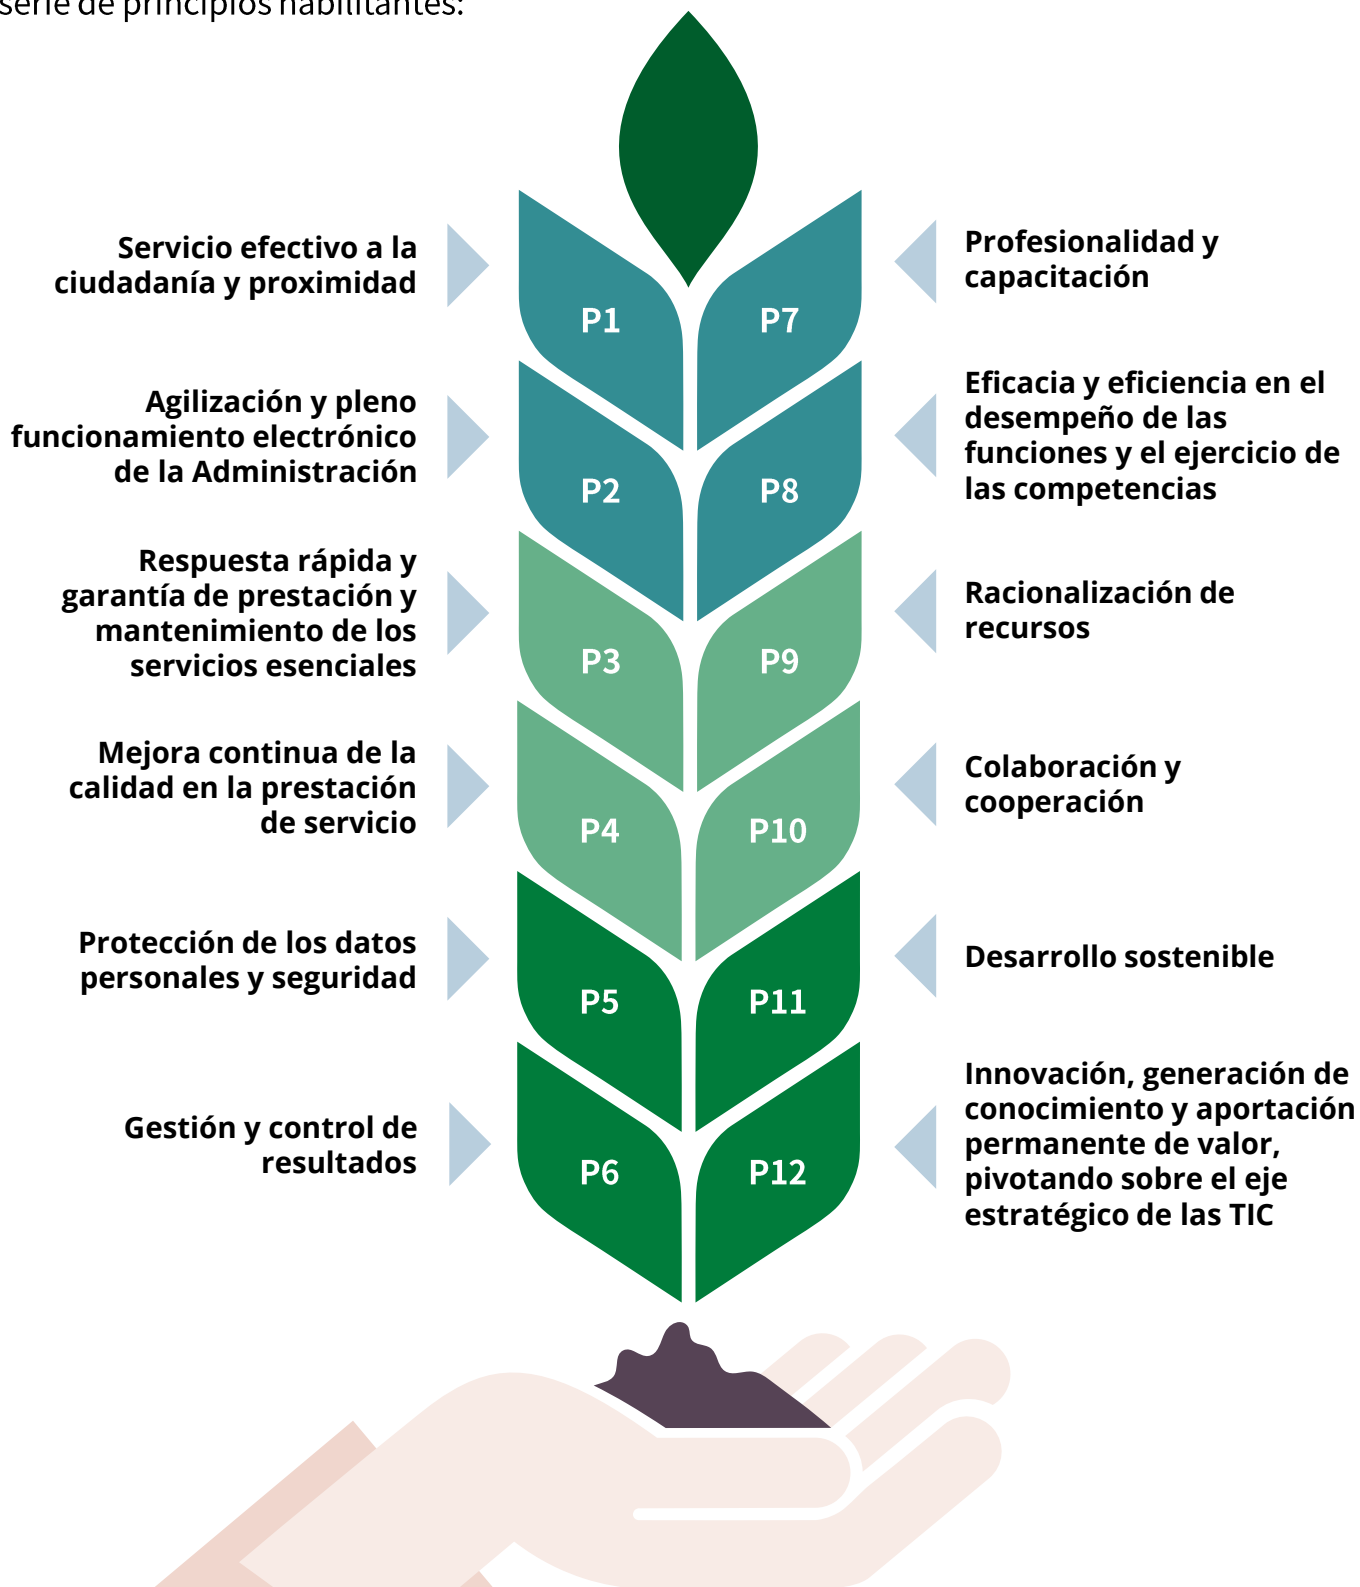 serie de principios habilitantes:
Servicio efectivo a la
ciudadanía y proximidad
P1
Agilización y pleno
funcionamiento electrónico
de la Administración
P2
Respuesta rápida y
garantía de prestación y
mantenimiento de los
servicios esenciales
P3
Mejora continua de la
calidad en la prestación
de servicio
P4
Protección de los datos
personales y seguridad
P5
Gestión y control de
resultados
P6
P7
Profesionalidad y
capacitación
P8
Eficacia y eficiencia en el
desempeño de las
funciones y el ejercicio de
las competencias
P9
Racionalización de
recursos
P10
Colaboración y
cooperación
P11
Desarrollo sostenible
P12
Innovación, generación de
conocimiento y aportación
permanente de valor,
pivotando sobre el eje
estratégico de las TIC